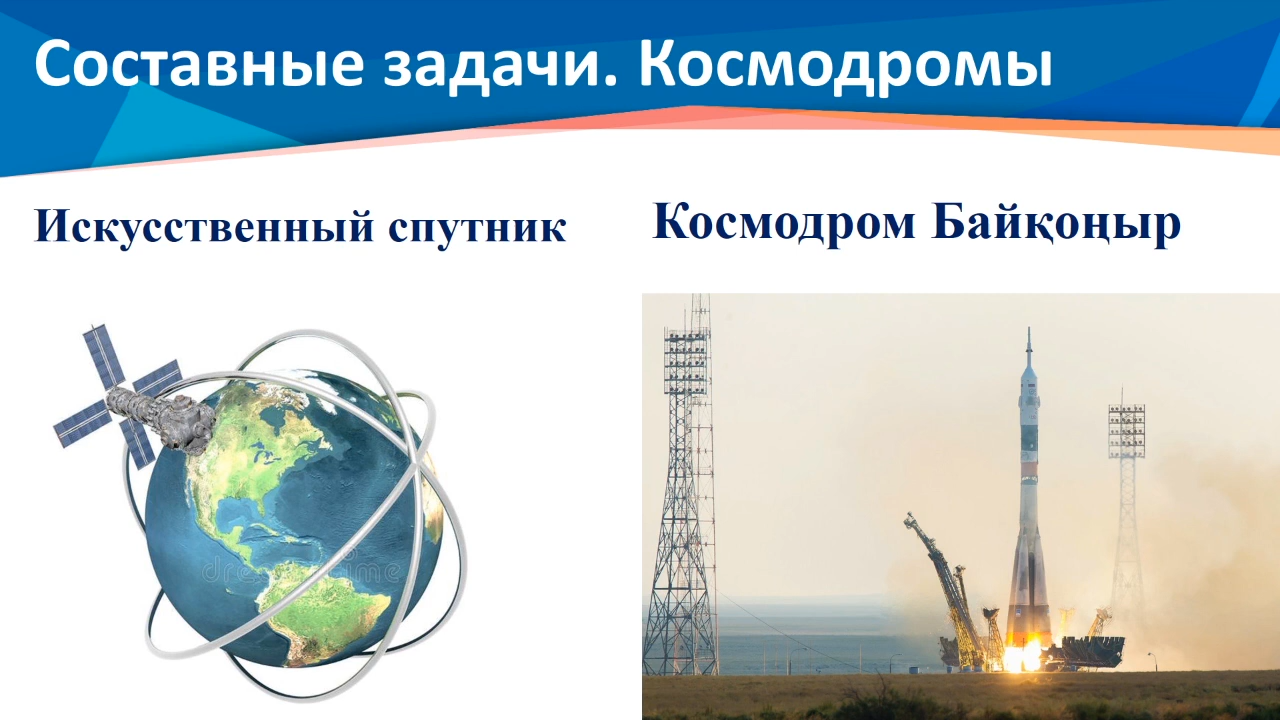 Составные задачи. Космодромы
Искусственный спутник
Космодром Байқоңыр